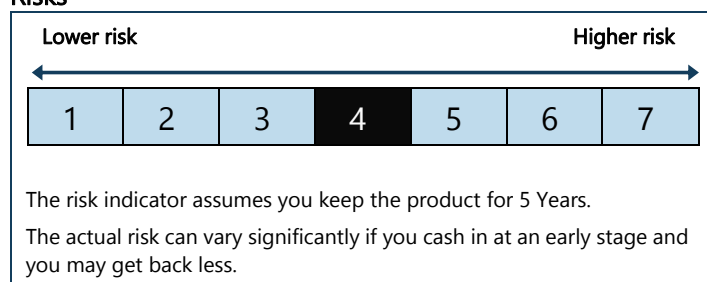 Risks
Lower risk Higher risk
1 2 3 4 5 6 7
The risk indicator assumes you keep the product for 5 Years.
The actual risk can vary significantly if you cash in at an early stage and
you may get back less.